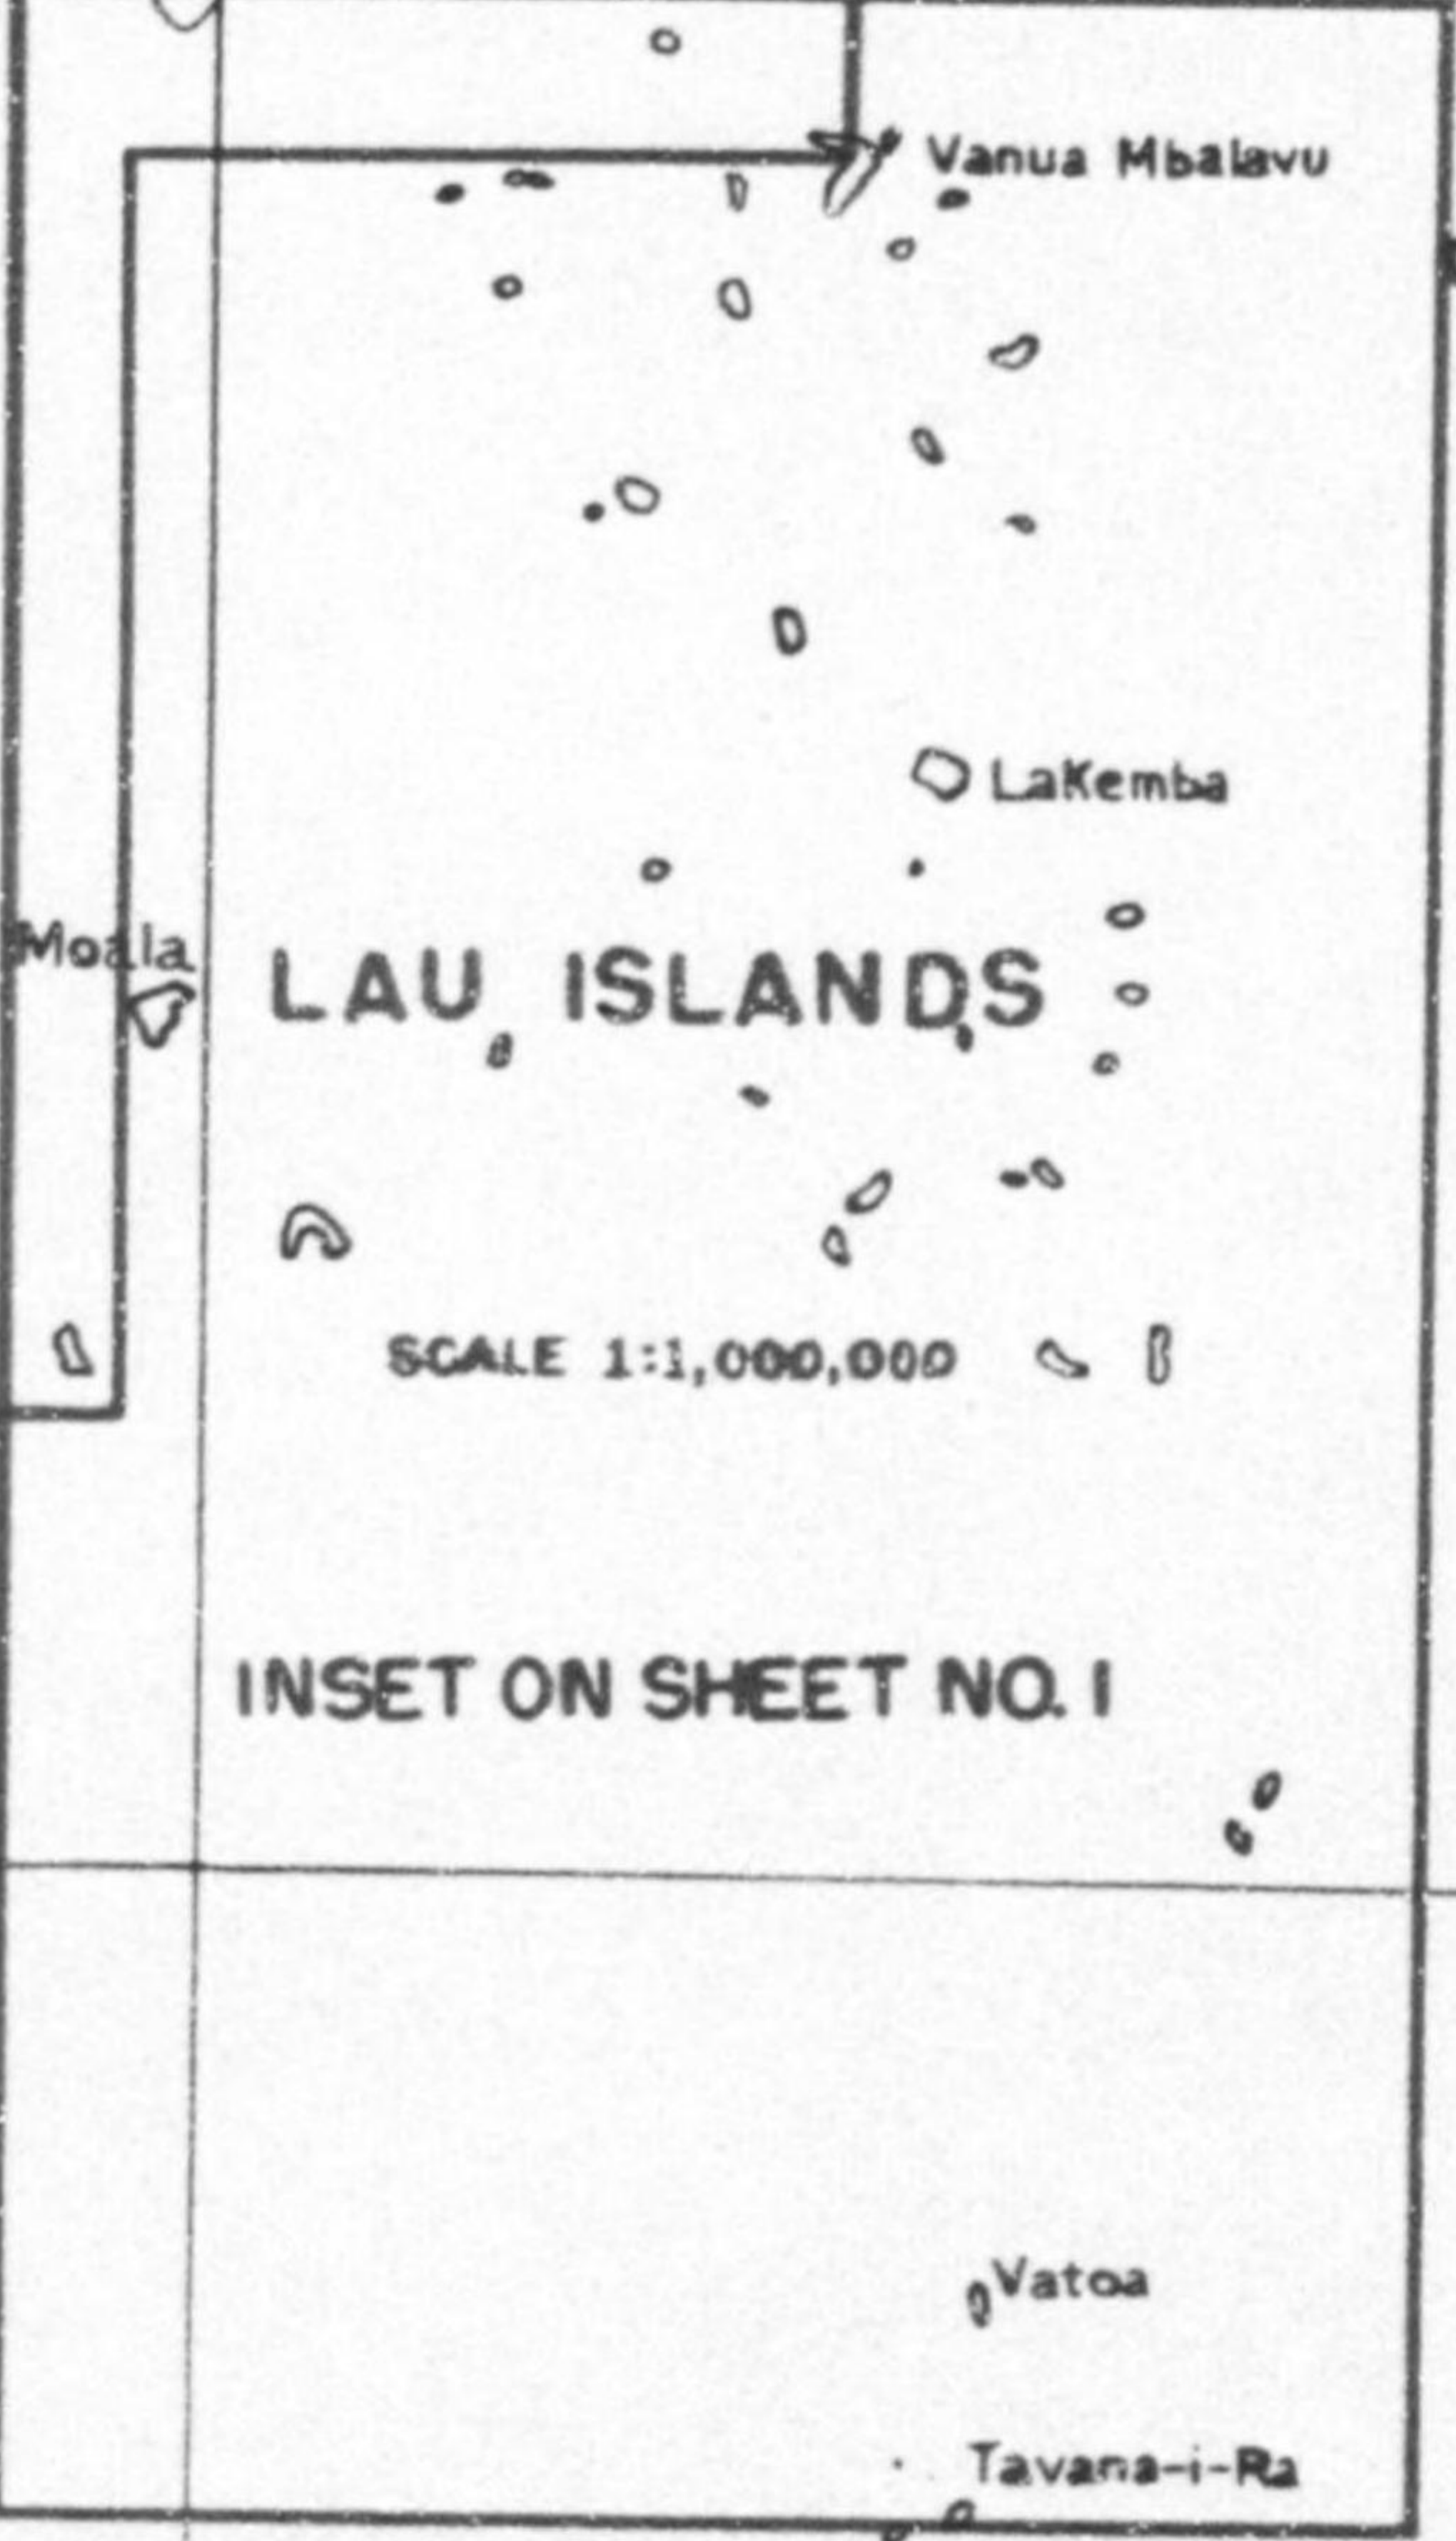 Vanua Mbalavu
LaKemba
Moala
LAU ISLANDS
SCALE 1:1,000,000
INSET ON SHEET NO. 1
Vatoa
Tavana-i-Ra